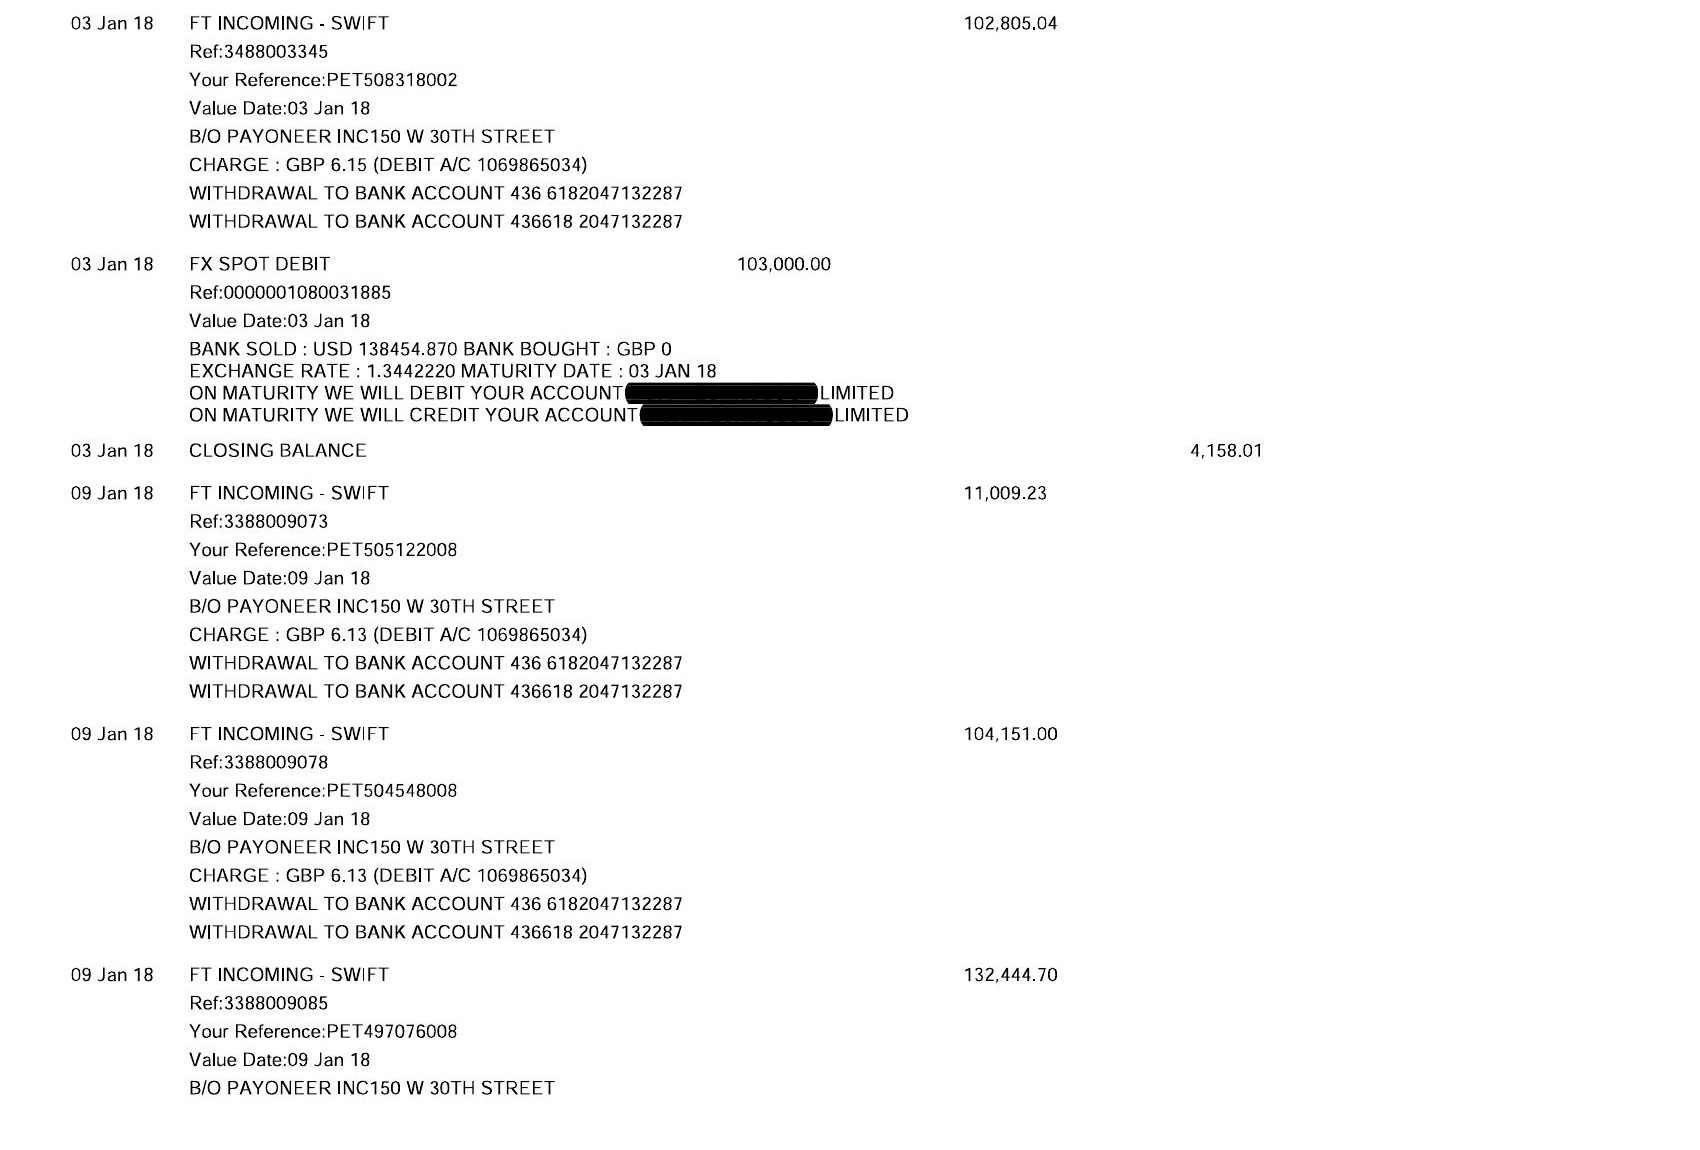 03 Jan 18 FT INCOMING - SWIFT 102,805.04
Ref:3488003345
Your Reference:PET508318002
Value Date:03 Jan 18
B/O PAYONEER INC150 W 30TH STREET
CHARGE : GBP 6.15 (DEBIT A/C 1069865034)
WITHDRAWAL TO BANK ACCOUNT 436 6182047132287
WITHDRAWAL TO BANK ACCOUNT 436618 2047132287
03 Jan 18 FX SPOT DEBIT 103,000.00
Ref:0000001080031885
Value Date:03 Jan 18
BANK SOLD : USD 138454.870 BANK BOUGHT : GBP 0
EXCHANGE RATE : 1.3442220 MATURITY DATE : 03 JAN 18
ON MATURITY WE WILL DEBIT YOUR ACCOUNT LIMITED
ON MATURITY WE WILL CREDIT YOUR ACCOUNT LIMITED
03 Jan 18 CLOSING BALANCE 4,158.01
09 Jan 18 FT INCOMING - SWIFT 11,009.23
Ref:3388009073
Your Reference:PET505122008
Value Date:09 Jan 18
B/O PAYONEER INC150 W 30TH STREET
CHARGE : GBP 6.13 (DEBIT A/C 1069865034)
WITHDRAWAL TO BANK ACCOUNT 436 6182047132287
WITHDRAWAL TO BANK ACCOUNT 436618 2047132287
09 Jan 18 FT INCOMING - SWIFT 104,151.00
Ref:3388009078
Your Reference:PET504548008
Value Date:09 Jan 18
B/O PAYONEER INC150 W 30TH STREET
CHARGE : GBP 6.13 (DEBIT A/C 1069865034)
WITHDRAWAL TO BANK ACCOUNT 436 6182047132287
WITHDRAWAL TO BANK ACCOUNT 436618 2047132287
09 Jan 18 FT INCOMING - SWIFT 132,444.70
Ref:3388009085
Your Reference:PET497076008
Value Date:09 Jan 18
B/O PAYONEER INC150 W 30TH STREET